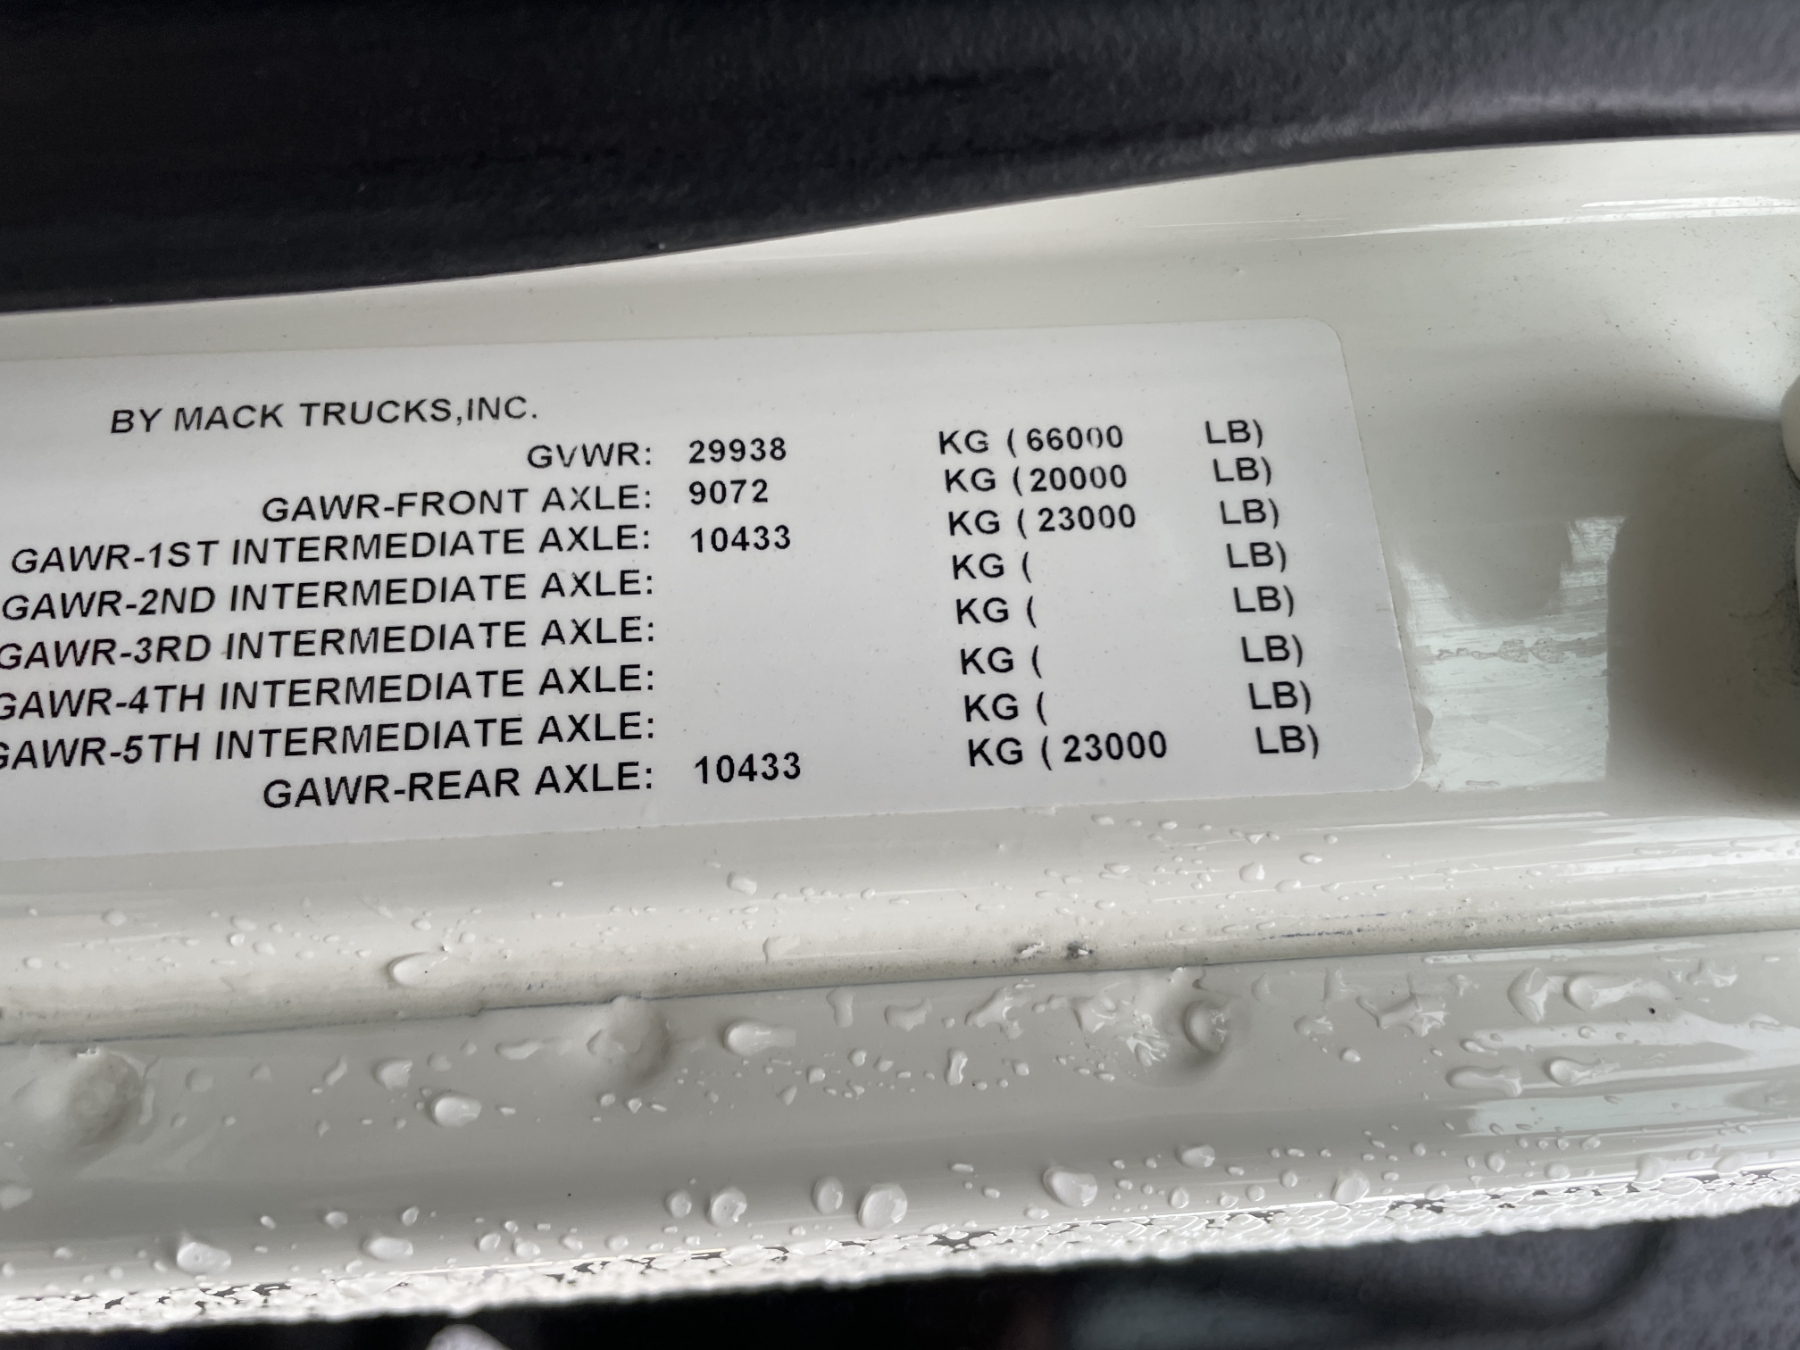 BY MACK TRUCKS,INC.
GVWR: 29938 KG (66000 LB)
GAWR-FRONT AXLE: 9072 KG (20000 LB)
GAWR-1ST INTERMEDIATE AXLE: 10433 KG (23000 LB)
GAWR-2ND INTERMEDIATE AXLE: KG ( LB)
GAWR-3RD INTERMEDIATE AXLE: KG ( LB)
GAWR-4TH INTERMEDIATE AXLE: KG ( LB)
GAWR-5TH INTERMEDIATE AXLE: KG ( LB)
GAWR-REAR AXLE: 10433 KG (23000 LB)